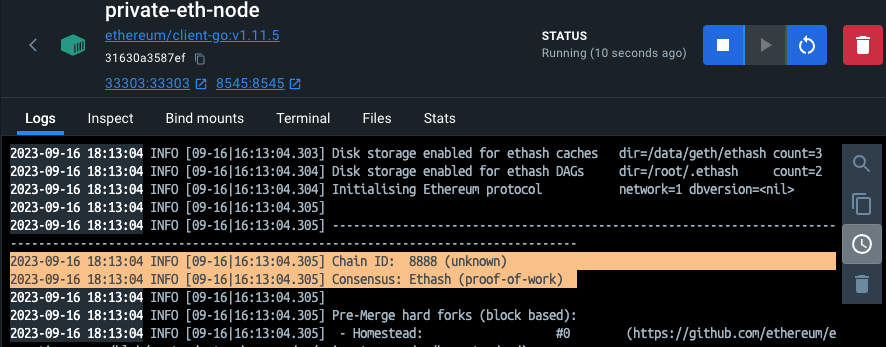 private-eth-node
ethereum/client-go:v1.11.5
31630a3587ef
33303:33303 8545:8545
STATUS
Running (10 seconds ago)
Logs Inspect Bind mounts Terminal Files Stats
2023-09-16 18:13:04 INFO [09-16|16:13:04.303] Disk storage enabled for ethash caches dir=/data/geth/ethash count=3
2023-09-16 18:13:04 INFO [09-16|16:13:04.304] Disk storage enabled for ethash DAGs dir=/root/.ethash count=2
2023-09-16 18:13:04 INFO [09-16|16:13:04.304] Initialising Ethereum protocol network=1 dbversion=<nil>
2023-09-16 18:13:04 INFO [09-16|16:13:04.305]
2023-09-16 18:13:04 INFO [09-16|16:13:04.305] ------------------------------------------------------------------------
---------------------------------------------------------------------------------
2023-09-16 18:13:04 INFO [09-16|16:13:04.305] Chain ID: 8888 (unknown)
2023-09-16 18:13:04 INFO [09-16|16:13:04.305] Consensus: Ethash (proof-of-work)
2023-09-16 18:13:04 INFO [09-16|16:13:04.305]
2023-09-16 18:13:04 INFO [09-16|16:13:04.305] Pre-Merge hard forks (block based):
2023-09-16 18:13:04 INFO [09-16|16:13:04.305] - Homestead: #0 (https://github.com/ethereum/e